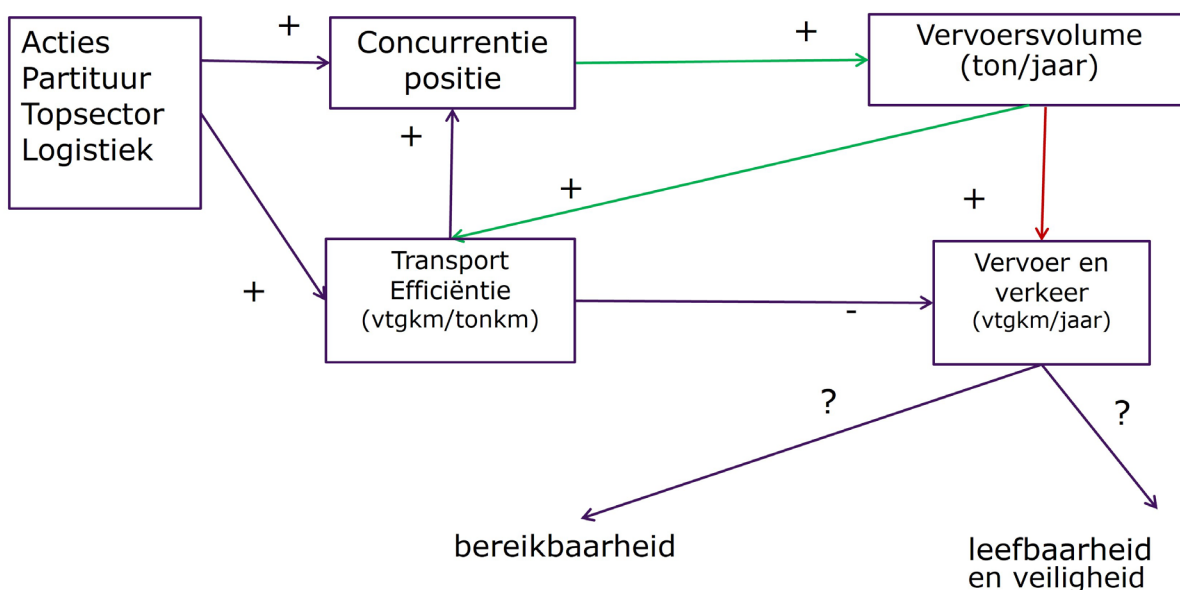 Acties
Partituur
Topsector
Logistiek
+
Concurrentie
positie
+
Vervoersvolume
(ton/jaar)
+
+
+
+
Transport
Efficiëntie
(vtgkm/tonkm)
-
Vervoer en
verkeer
(vtgkm/jaar)
?
?
bereikbaarheid
leefbaarheid
en veiligheid